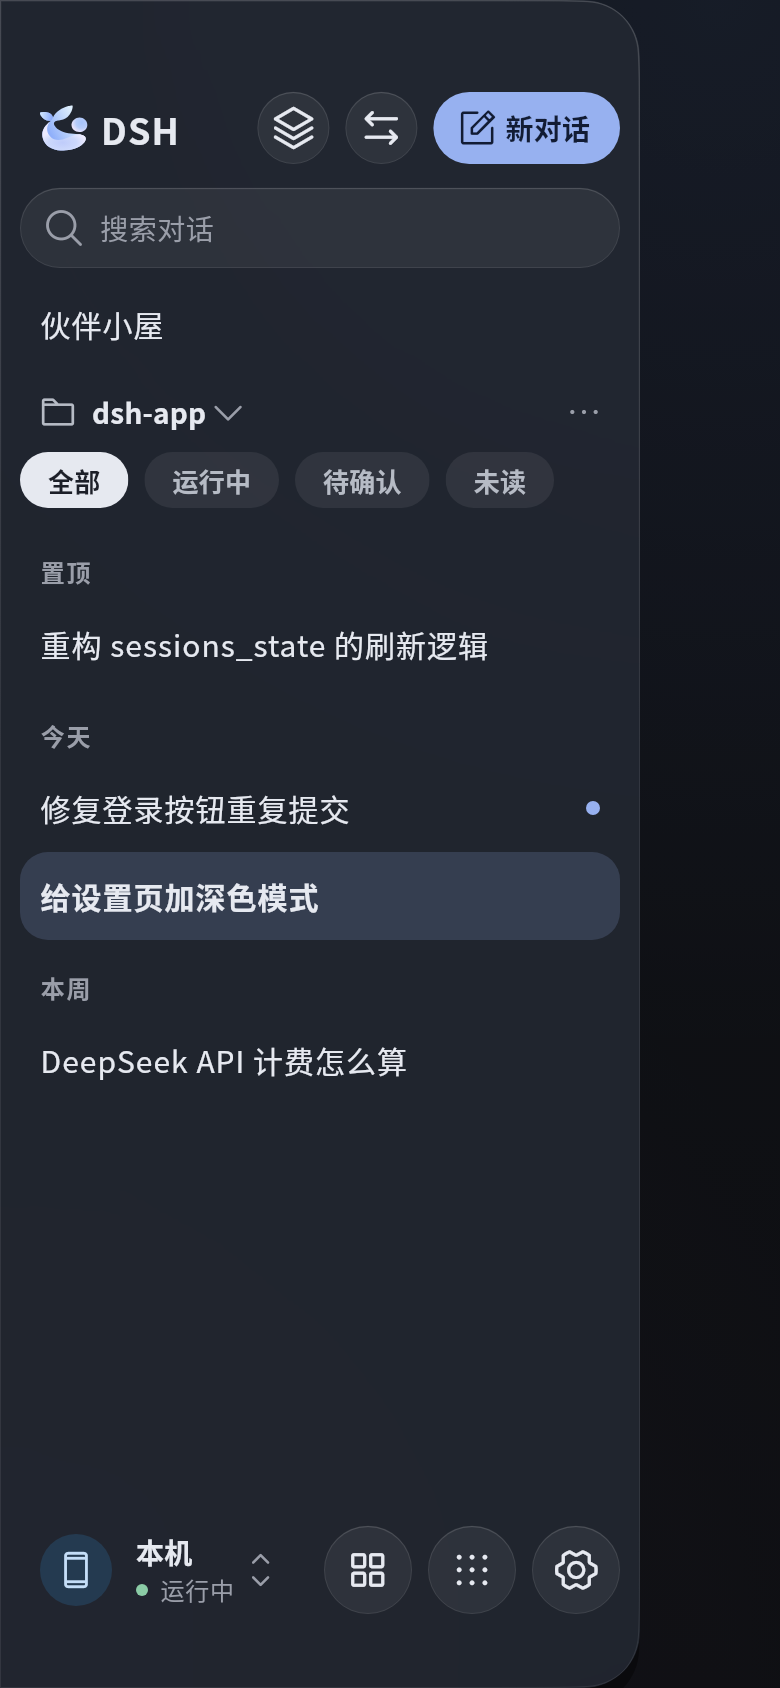 DSH
新对话
搜索对话
伙伴小屋
dsh-app
全部 运行中 待确认 未读
置顶
重构 sessions_state 的刷新逻辑
今天
修复登录按钮重复提交
给设置页加深色模式
本周
DeepSeek API 计费怎么算
本机
运行中